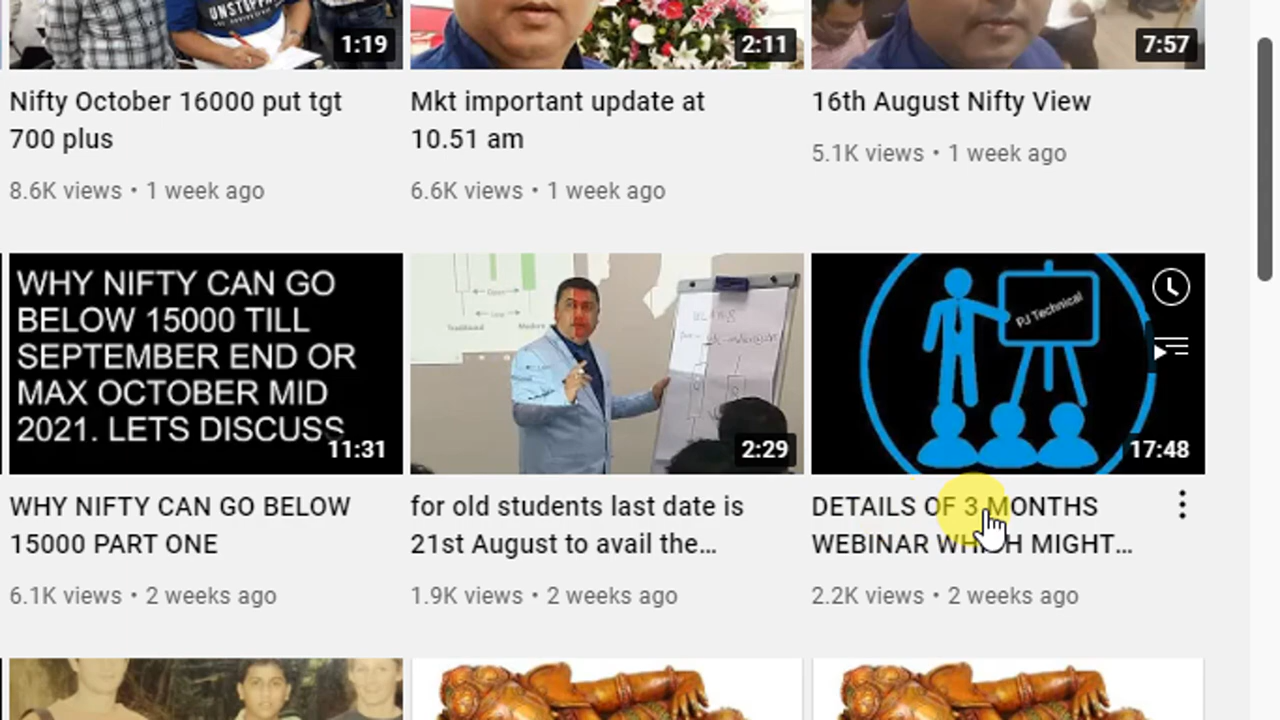 UNSTOPPA
1:19
2:11
7:57
Nifty October 16000 put tgt
700 plus
8.6K views • 1 week ago
Mkt important update at
10.51 am
6.6K views • 1 week ago
16th August Nifty View
5.1K views • 1 week ago
WHY NIFTY CAN GO
BELOW 15000 TILL
SEPTEMBER END OR
MAX OCTOBER MID
2021. LETS DISCUSS
11:31
2:29
PJ Technical
17:48
WHY NIFTY CAN GO BELOW
15000 PART ONE
6.1K views • 2 weeks ago
for old students last date is
21st August to avail the...
1.9K views • 2 weeks ago
DETAILS OF 3 MONTHS
WEBINAR WHICH MIGHT...
2.2K views • 2 weeks ago